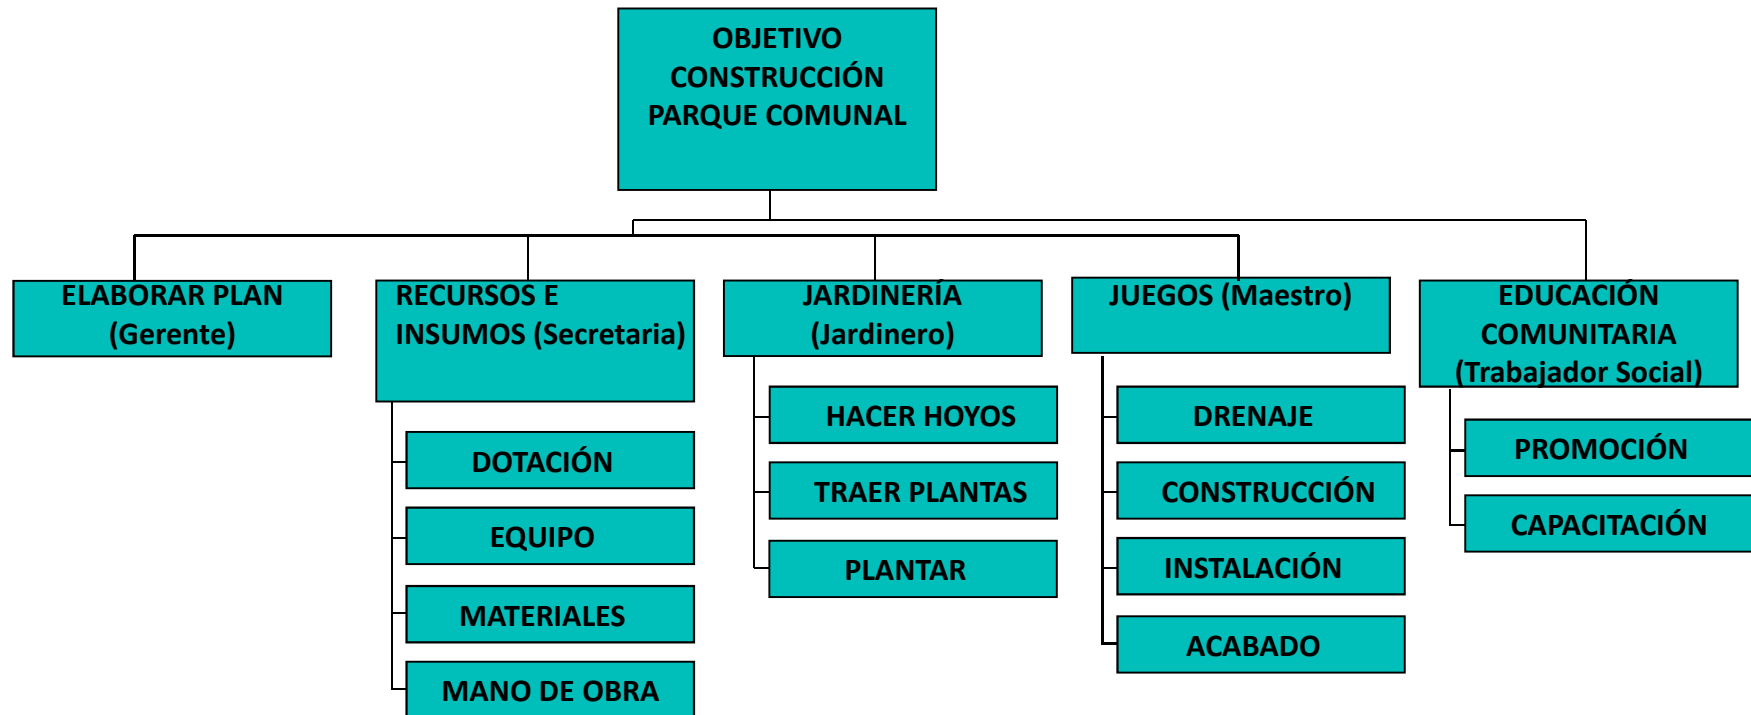 OBJETIVO
CONSTRUCCIÓN
PARQUE COMUNAL
ELABORAR PLAN
(Gerente)
RECURSOS E
INSUMOS (Secretaria)
DOTACIÓN
EQUIPO
MATERIALES
MANO DE OBRA
JARDINERÍA
(Jardinero)
HACER HOYOS
TRAER PLANTAS
PLANTAR
JUEGOS (Maestro)
DRENAJE
CONSTRUCCIÓN
INSTALACIÓN
ACABADO
EDUCACIÓN
COMUNITARIA
(Trabajador Social)
PROMOCIÓN
CAPACITACIÓN